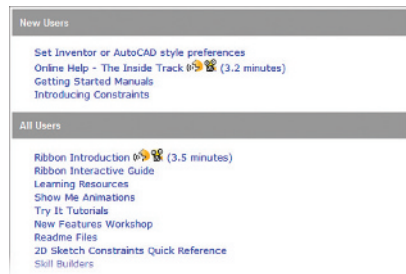 New Users
Set Inventor or AutoCAD style preferences
Online Help - The Inside Track (3.2 minutes)
Getting Started Manuals
Introducing Constraints
All Users
Ribbon Introduction (3.5 minutes)
Ribbon Interactive Guide
Learning Resources
Show Me Animations
Try It Tutorials
New Features Workshop
Readme Files
2D Sketch Constraints Quick Reference
Skill Builders